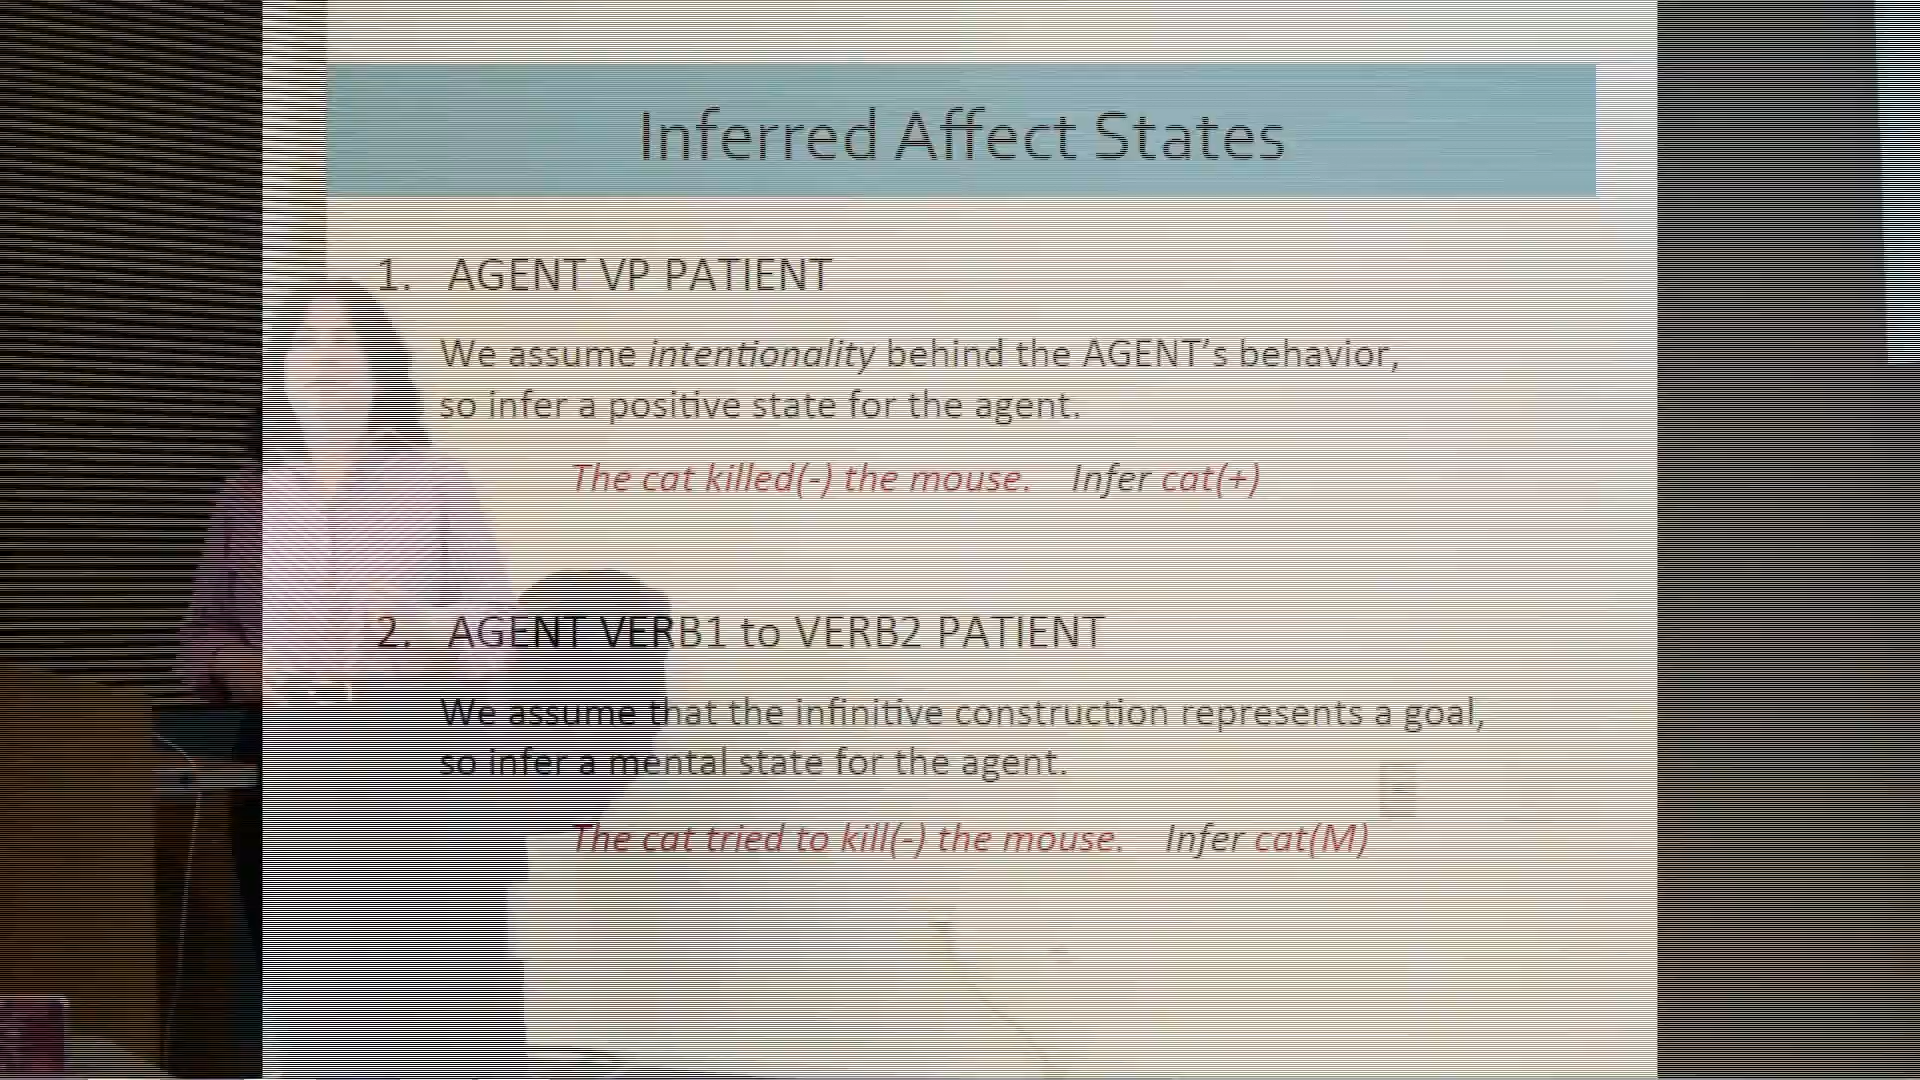 Inferred Affect States
1. AGENT VP PATIENT
We assume intentionality behind the AGENT's behavior,
so infer a positive state for the agent.
The cat killed(-) the mouse. Infer cat(+)
2. AGENT VERB1 to VERB2 PATIENT
We assume that the infinitive construction represents a goal,
so infer a mental state for the agent.
The cat tried to kill(-) the mouse. Infer cat(M)